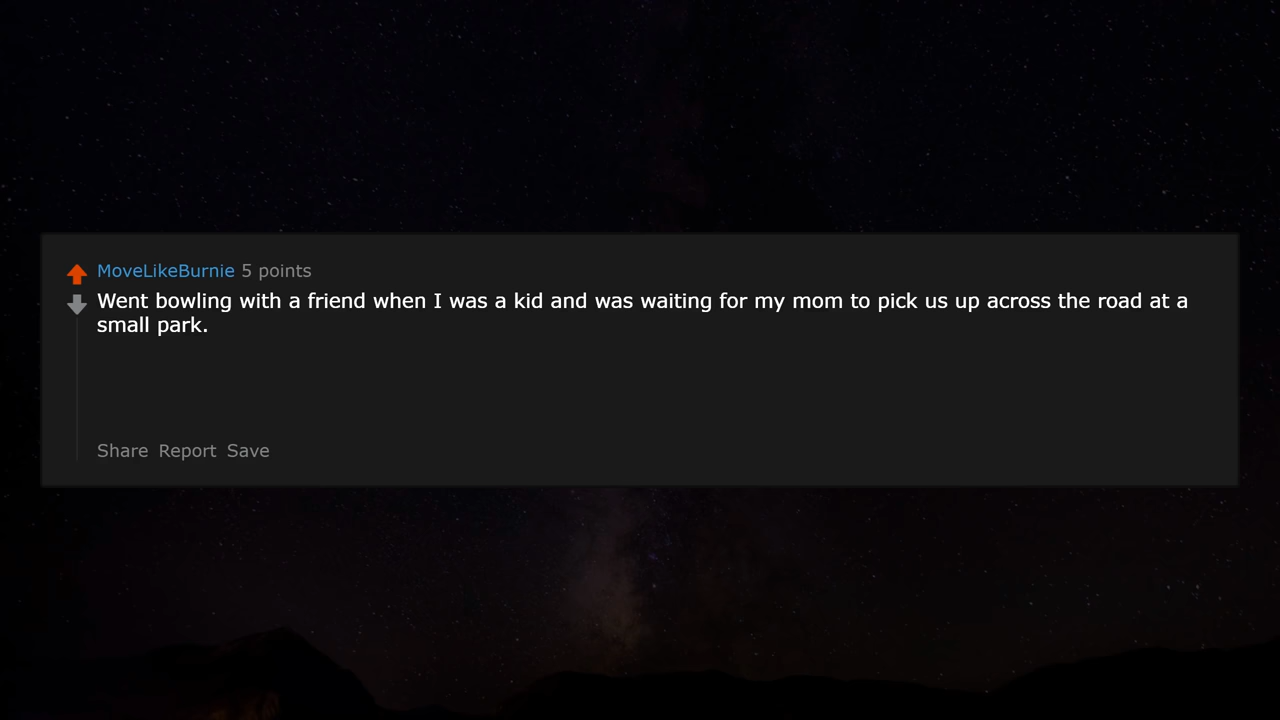 MoveLikeBurnie 5 points
Went bowling with a friend when I was a kid and was waiting for my mom to pick us up across the road at a
small park.
Share Report Save